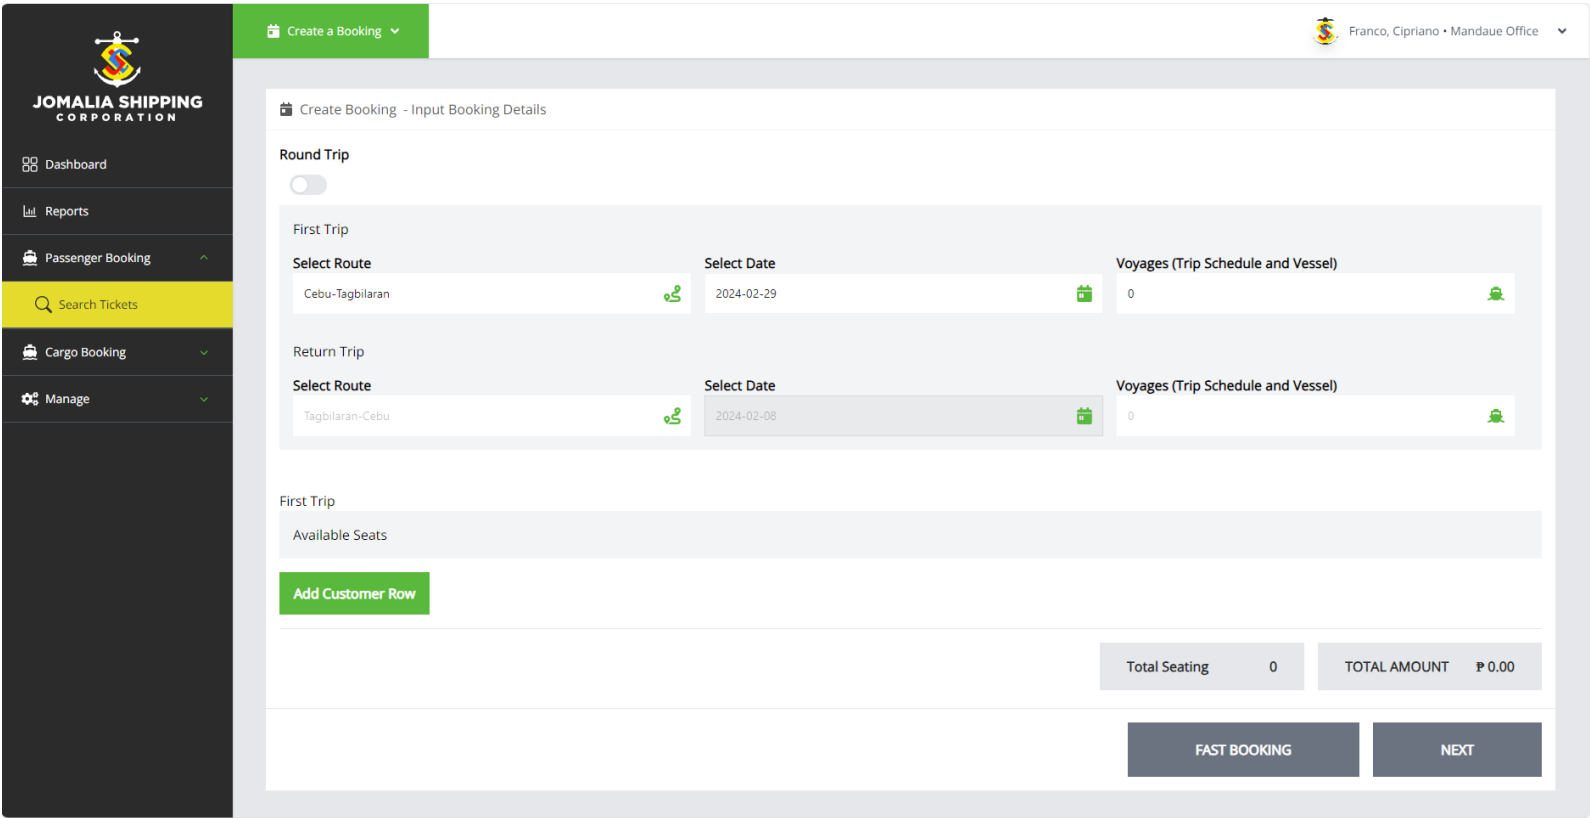 JOMALIA SHIPPING
CORPORATION
Dashboard
Reports
Passenger Booking
Search Tickets
Cargo Booking
Manage
Create a Booking
Franco, Cipriano • Mandaue Office
Create Booking - Input Booking Details
Round Trip
First Trip
Select Route
Select Date
Voyages (Trip Schedule and Vessel)
Cebu-Tagbilaran
2024-02-29
0
Return Trip
Select Route
Select Date
Voyages (Trip Schedule and Vessel)
Tagbilaran-Cebu
2024-02-08
0
First Trip
Available Seats
Add Customer Row
Total Seating 0
TOTAL AMOUNT ₱ 0.00
FAST BOOKING
NEXT